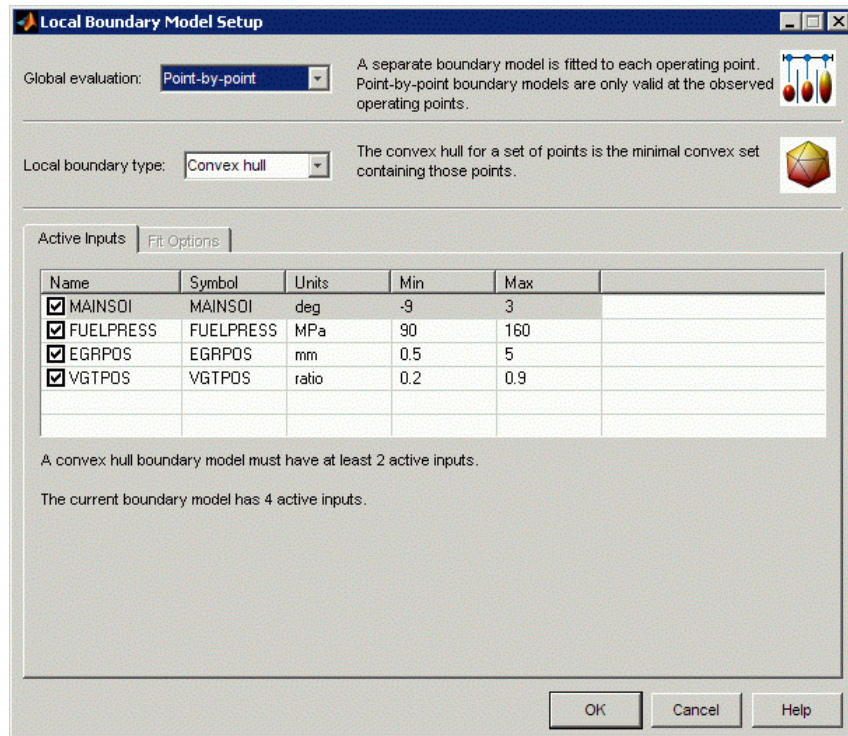 Local Boundary Model Setup
Global evaluation: Point-by-point
A separate boundary model is fitted to each operating point.
Point-by-point boundary models are only valid at the observed
operating points.
Local boundary type: Convex hull
The convex hull for a set of points is the minimal convex set
containing those points.
Active Inputs Fit Options
Name Symbol Units Min Max
MAINSOI MAINSOI deg -9 3
FUELPRESS FUELPRESS MPa 90 160
EGRPOS EGRPOS mm 0.5 5
VGTPOS VGTPOS ratio 0.2 0.9
A convex hull boundary model must have at least 2 active inputs.
The current boundary model has 4 active inputs.
OK Cancel Help